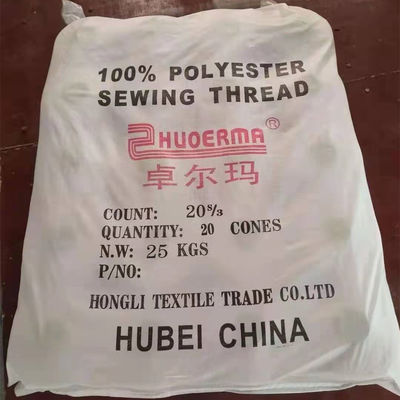 100% POLYESTER
SEWING THREAD
ZHUOERMA®
卓尔玛
COUNT: 20S/3
QUANTITY: 20 CONES
N.W: 25 KGS
P/NO:
HONGLI TEXTILE TRADE CO.LTD
HUBEI CHINA